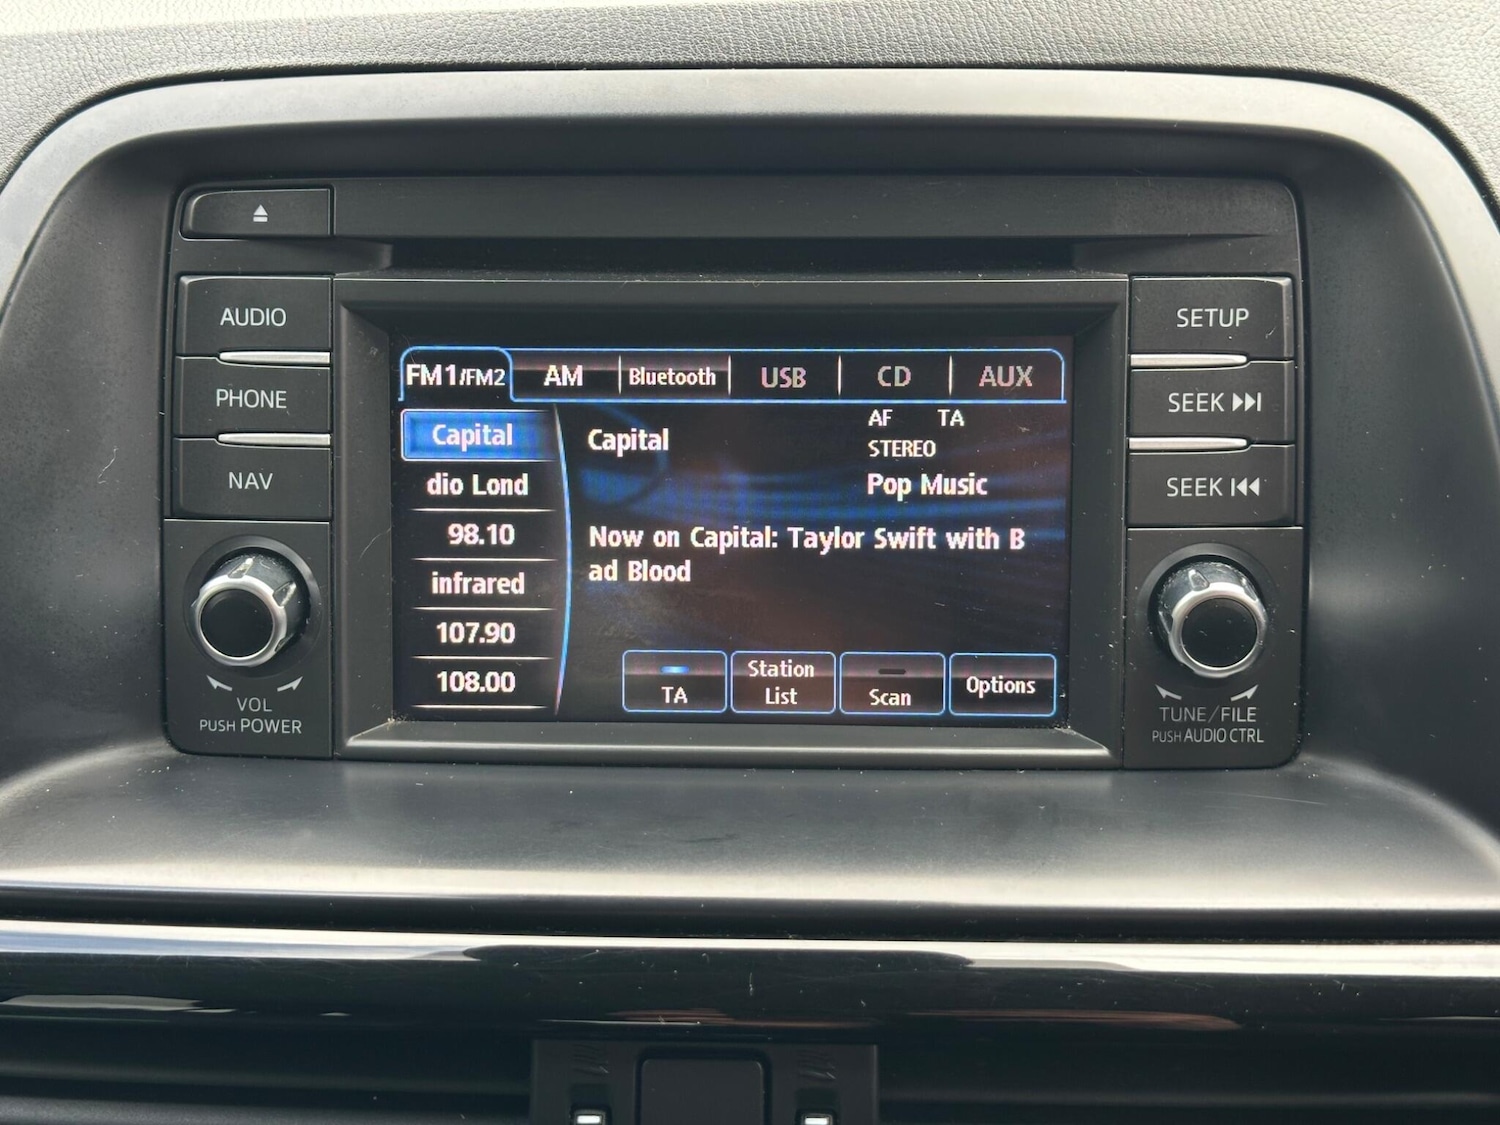 AUDIO
PHONE
NAV
VOL
PUSH POWER
FM1/FM2 AM Bluetooth USB CD AUX
Capital
dio Lond
98.10
infrared
107.90
108.00
Capital
AF TA
STEREO
Pop Music
Now on Capital: Taylor Swift with B
ad Blood
TA
Station
List
Scan
Options
SETUP
SEEK
SEEK
TUNE/FILE
PUSH AUDIO CTRL